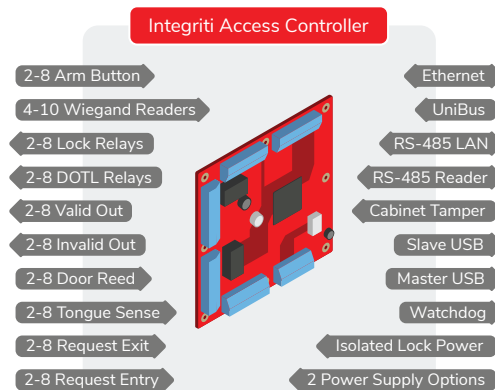 Integriti Access Controller
2-8 Arm Button
4-10 Wiegand Readers
2-8 Lock Relays
2-8 DOTL Relays
2-8 Valid Out
2-8 Invalid Out
2-8 Door Reed
2-8 Tongue Sense
2-8 Request Exit
2-8 Request Entry
Ethernet
UniBus
RS-485 LAN
RS-485 Reader
Cabinet Tamper
Slave USB
Master USB
Watchdog
Isolated Lock Power
2 Power Supply Options